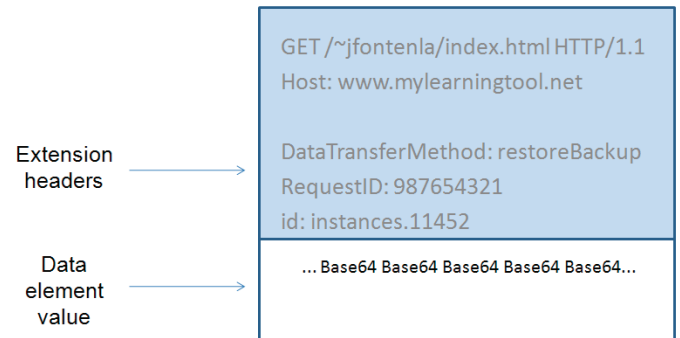 GET /~jfontenla/index.html HTTP/1.1
Host: www.mylearningtool.net
Extension
headers
DataTransferMethod: restoreBackup
RequestID: 987654321
id: instances.11452
Data
element
value
... Base64 Base64 Base64 Base64 Base64...